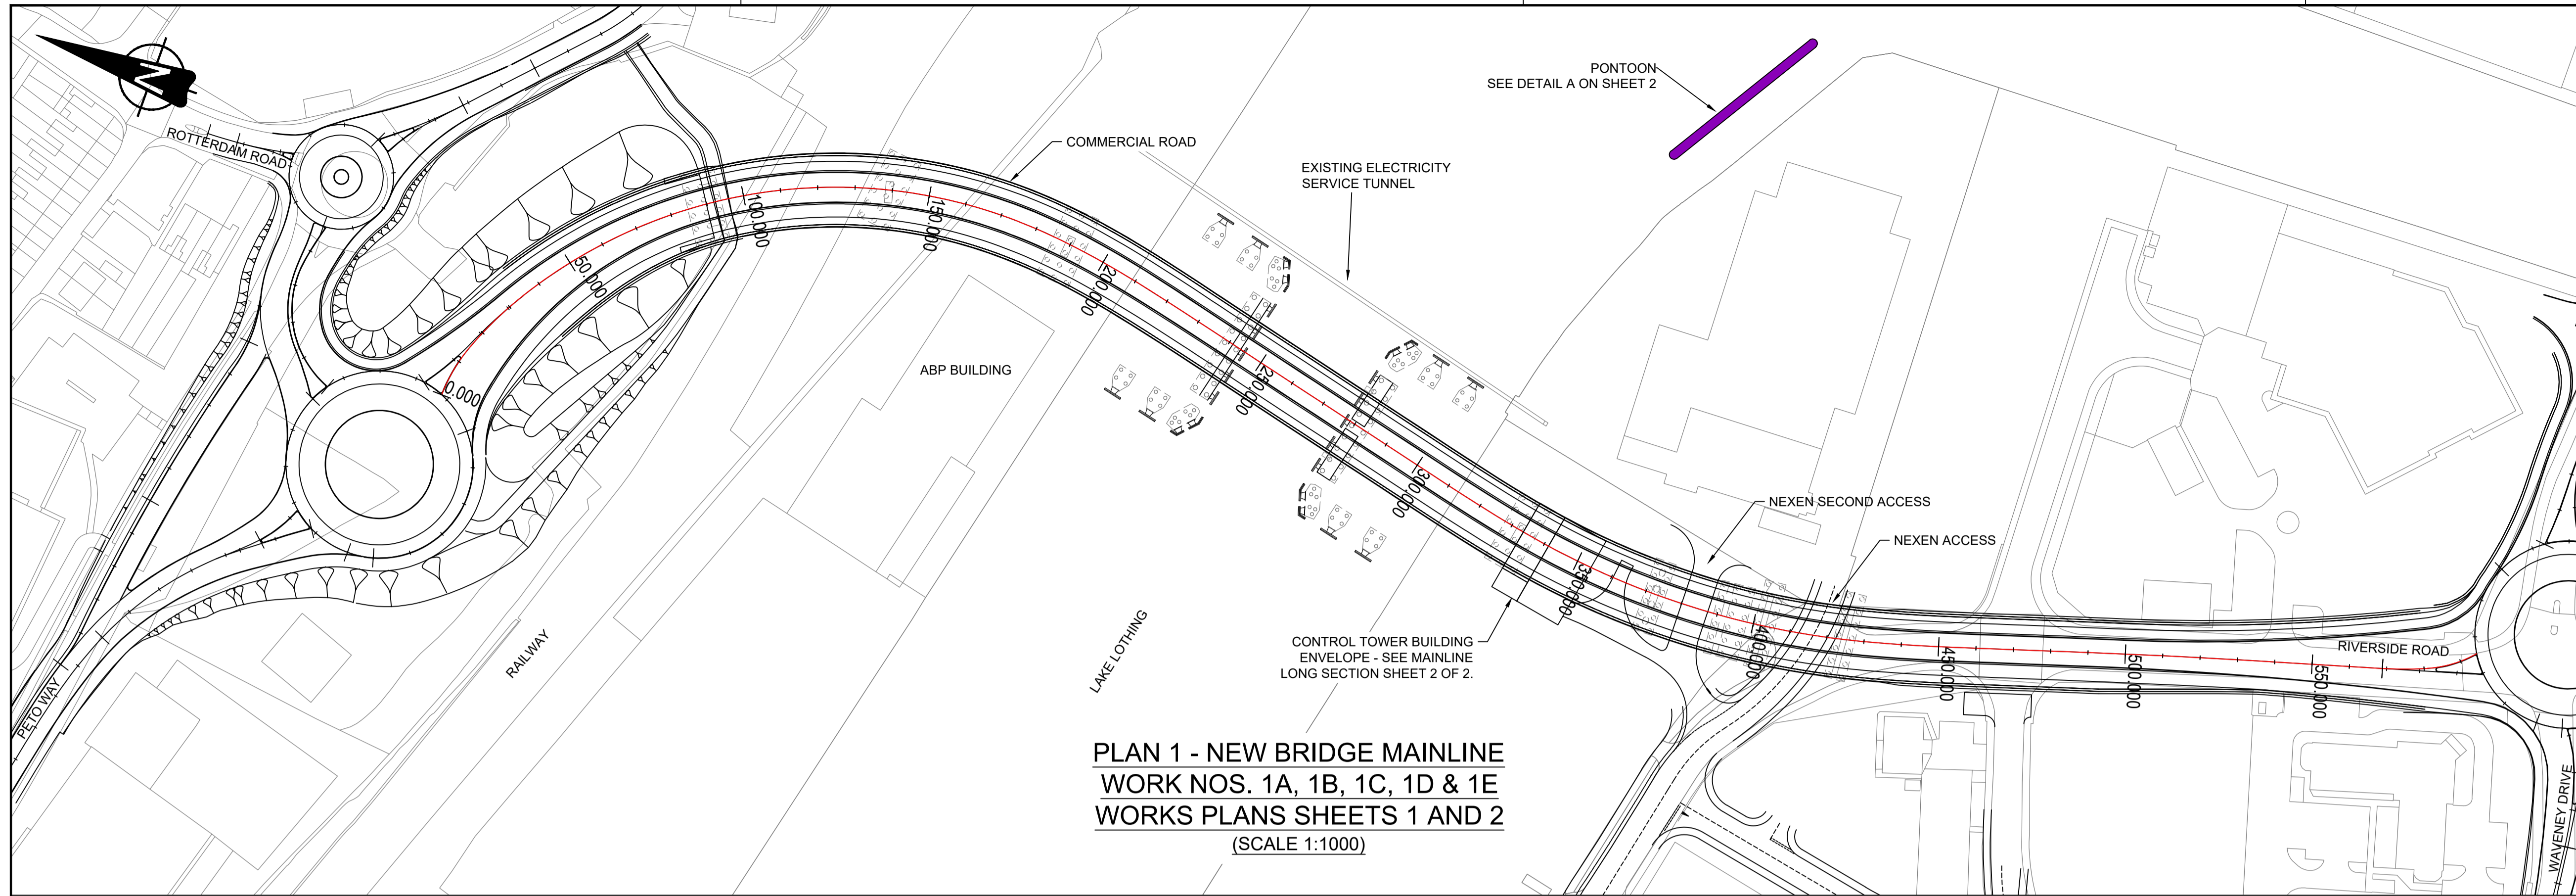 N
PONTOON
SEE DETAIL A ON SHEET 2
ROTTERDAM ROAD
COMMERCIAL ROAD
EXISTING ELECTRICITY
SERVICE TUNNEL
0.000
50.000
100.000
150.000
200.000
250.000
300.000
350.000
400.000
450.000
500.000
550.000
ABP BUILDING
NEXEN SECOND ACCESS
NEXEN ACCESS
RIVERSIDE ROAD
CONTROL TOWER BUILDING
ENVELOPE - SEE MAINLINE
LONG SECTION SHEET 2 OF 2.
LAKE LOTHING
RAILWAY
PETO WAY
WAVENEY DRIVE
PLAN 1 - NEW BRIDGE MAINLINE
WORK NOS. 1A, 1B, 1C, 1D & 1E
WORKS PLANS SHEETS 1 AND 2
(SCALE 1:1000)